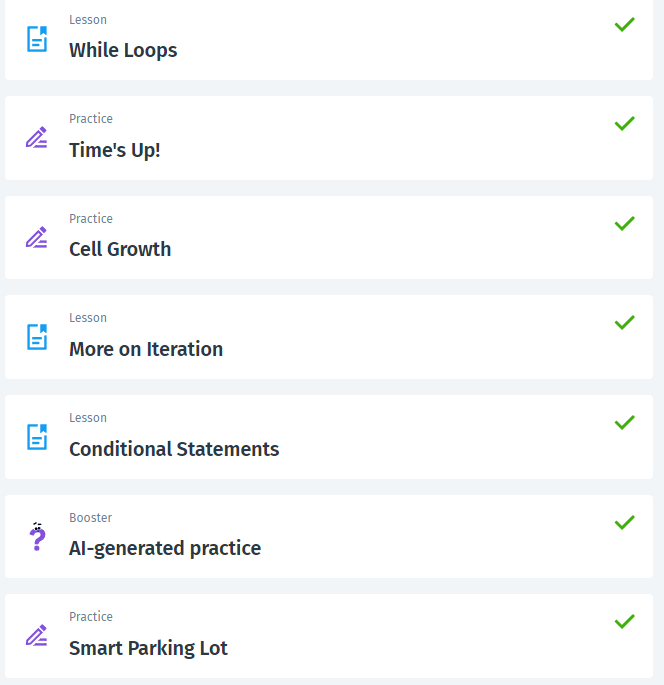 Lesson
While Loops
Practice
Time's Up!
Practice
Cell Growth
Lesson
More on Iteration
Lesson
Conditional Statements
Booster
AI-generated practice
Practice
Smart Parking Lot